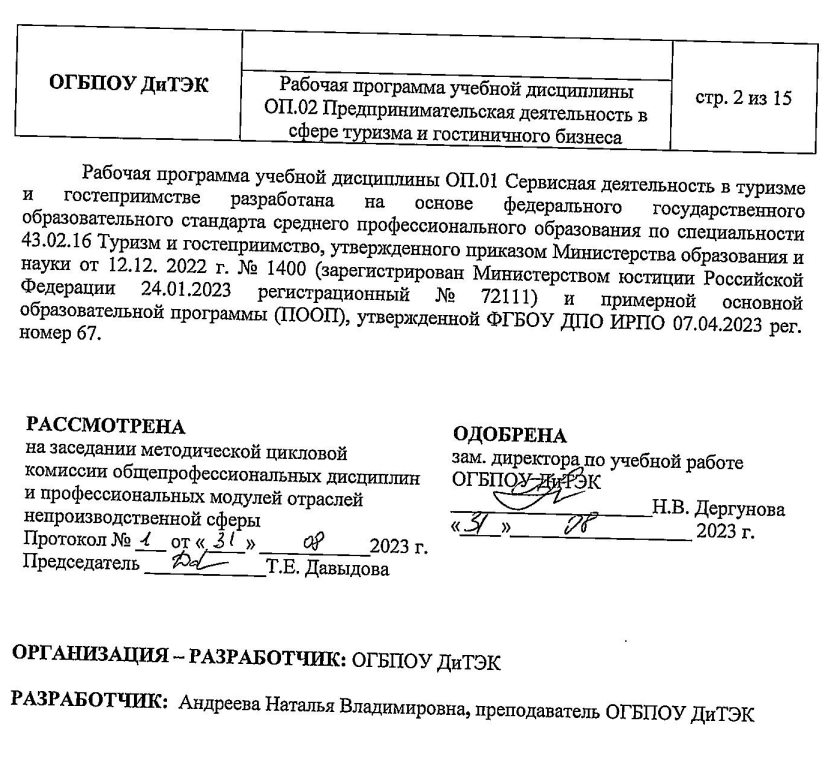 ОГБПОУ ДиТЭК
Рабочая программа учебной дисциплины
ОП.02 Предпринимательская деятельность в
сфере туризма и гостиничного бизнеса
стр. 2 из 15
Рабочая программа учебной дисциплины ОП.01 Сервисная деятельность в туризме
и гостеприимстве разработана на основе федерального государственного
образовательного стандарта среднего профессионального образования по специальности
43.02.16 Туризм и гостеприимство, утвержденного приказом Министерства образования и
науки от 12.12. 2022 г. № 1400 (зарегистрирован Министерством юстиции Российской
Федерации 24.01.2023 регистрационный № 72111) и примерной основной
образовательной программы (ПООП), утвержденной ФГБОУ ДПО ИРПО 07.04.2023 рег.
номер 67.
РАССМОТРЕНА
на заседании методической цикловой
комиссии общепрофессиональных дисциплин
и профессиональных модулей отраслей
непроизводственной сферы
Протокол № 1 от « 31 » 08 2023 г.
Председатель Т.Е. Давыдова
ОДОБРЕНА
зам. директора по учебной работе
ОГБПОУ ДиТЭК
Н.В. Дергунова
« 31 » 08 2023 г.
ОРГАНИЗАЦИЯ – РАЗРАБОТЧИК: ОГБПОУ ДиТЭК
РАЗРАБОТЧИК: Андреева Наталья Владимировна, преподаватель ОГБПОУ ДиТЭК